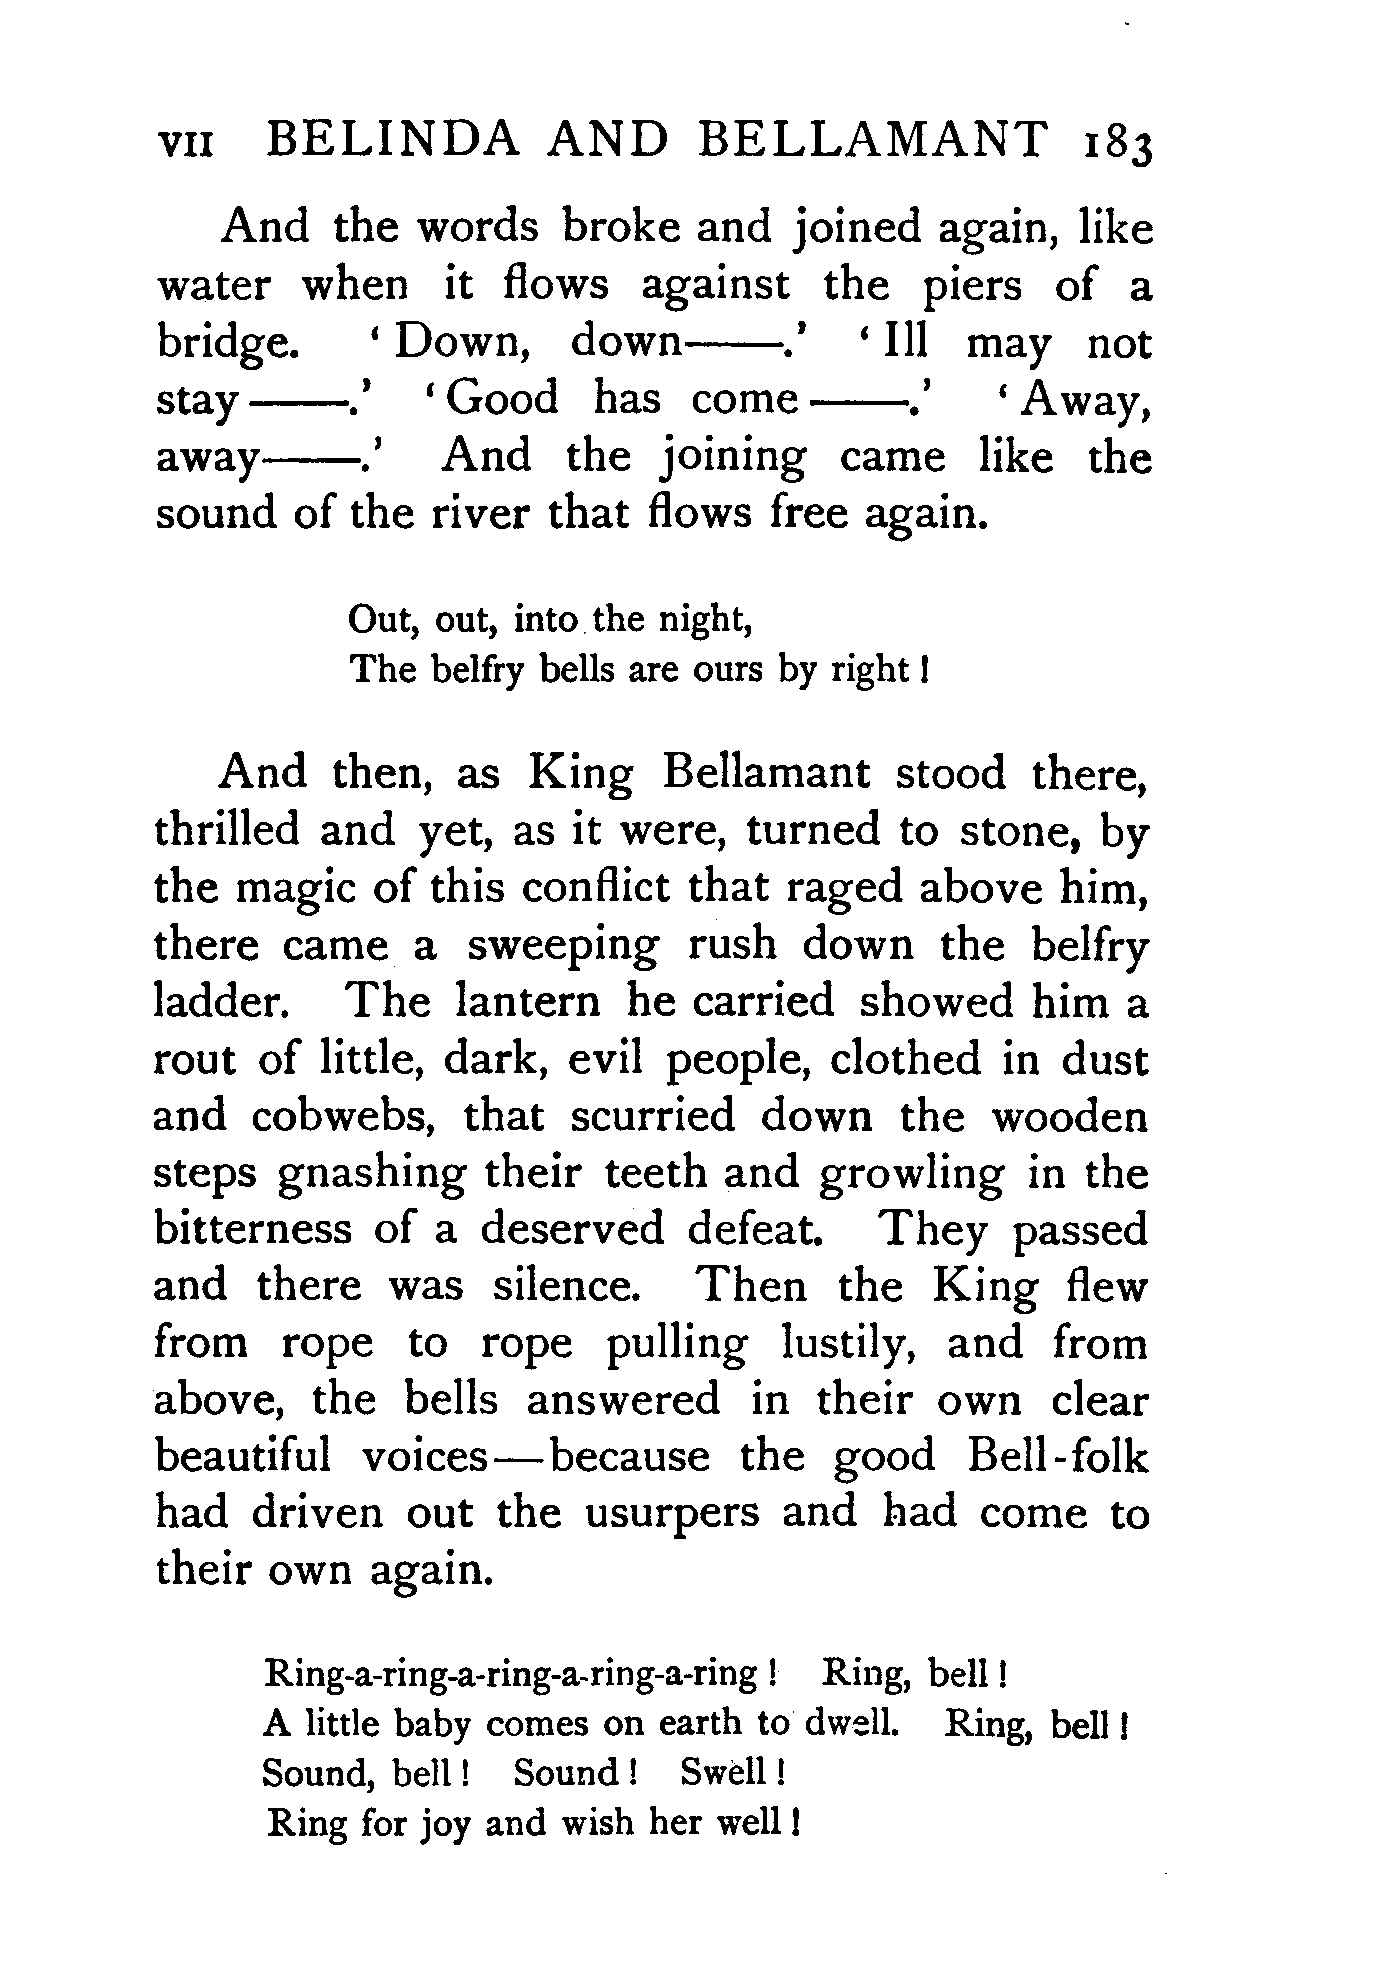 VII BELINDA AND BELLAMANT 183
And the words broke and joined again, like
water when it flows against the piers of a
bridge. ‘Down, down——.’ ‘Ill may not
stay——.’ ‘Good has come——.’ ‘Away,
away——.’ And the joining came like the
sound of the river that flows free again.
Out, out, into the night,
The belfry bells are ours by right!
And then, as King Bellamant stood there,
thrilled and yet, as it were, turned to stone, by
the magic of this conflict that raged above him,
there came a sweeping rush down the belfry
ladder. The lantern he carried showed him a
rout of little, dark, evil people, clothed in dust
and cobwebs, that scurried down the wooden
steps gnashing their teeth and growling in the
bitterness of a deserved defeat. They passed
and there was silence. Then the King flew
from rope to rope pulling lustily, and from
above, the bells answered in their own clear
beautiful voices—because the good Bell-folk
had driven out the usurpers and had come to
their own again.
Ring-a-ring-a-ring-a-ring-a-ring! Ring, bell!
A little baby comes on earth to dwell. Ring, bell!
Sound, bell! Sound! Swell!
Ring for joy and wish her well!